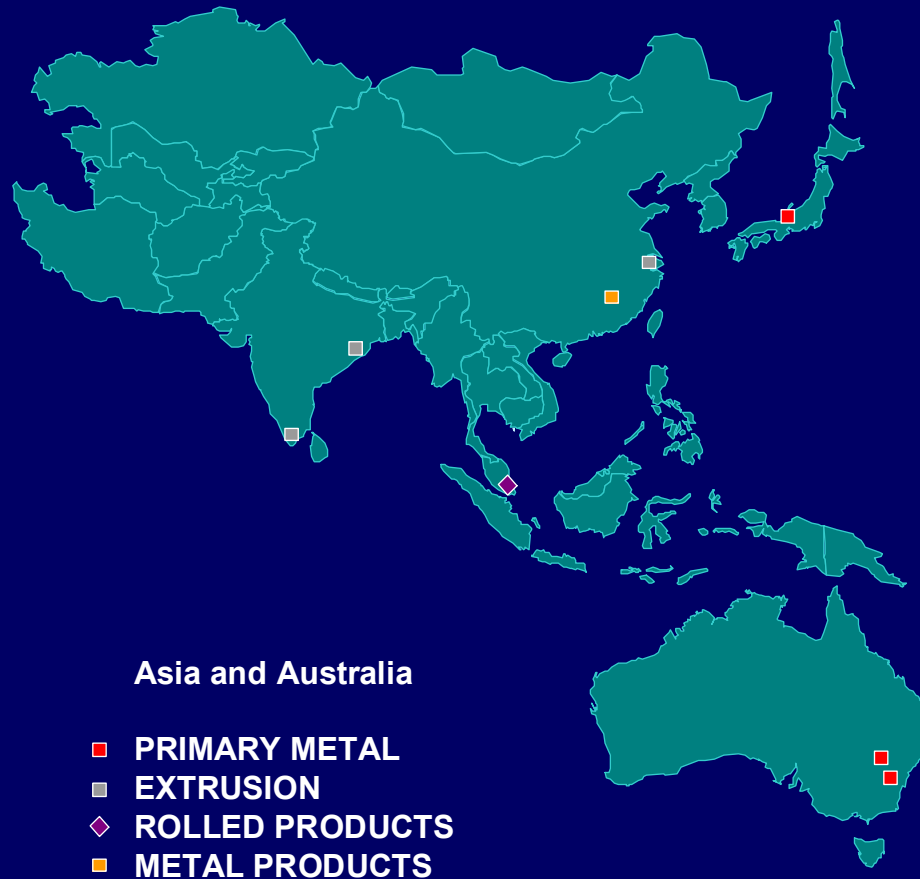 Asia and Australia
PRIMARY METAL
EXTRUSION
ROLLED PRODUCTS
METAL PRODUCTS